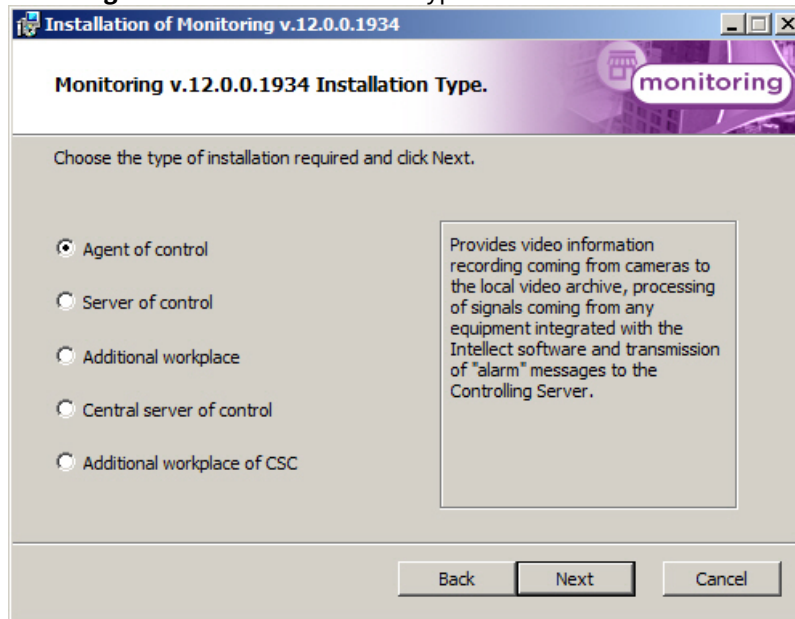 Installation of Monitoring v.12.0.0.1934
Monitoring v.12.0.0.1934 Installation Type.
monitoring
Choose the type of installation required and click Next.
Agent of control
Server of control
Additional workplace
Central server of control
Additional workplace of CSC
Provides video information
recording coming from cameras to
the local video archive, processing
of signals coming from any
equipment integrated with the
Intellect software and transmission
of "alarm" messages to the
Controlling Server.
Back
Next
Cancel